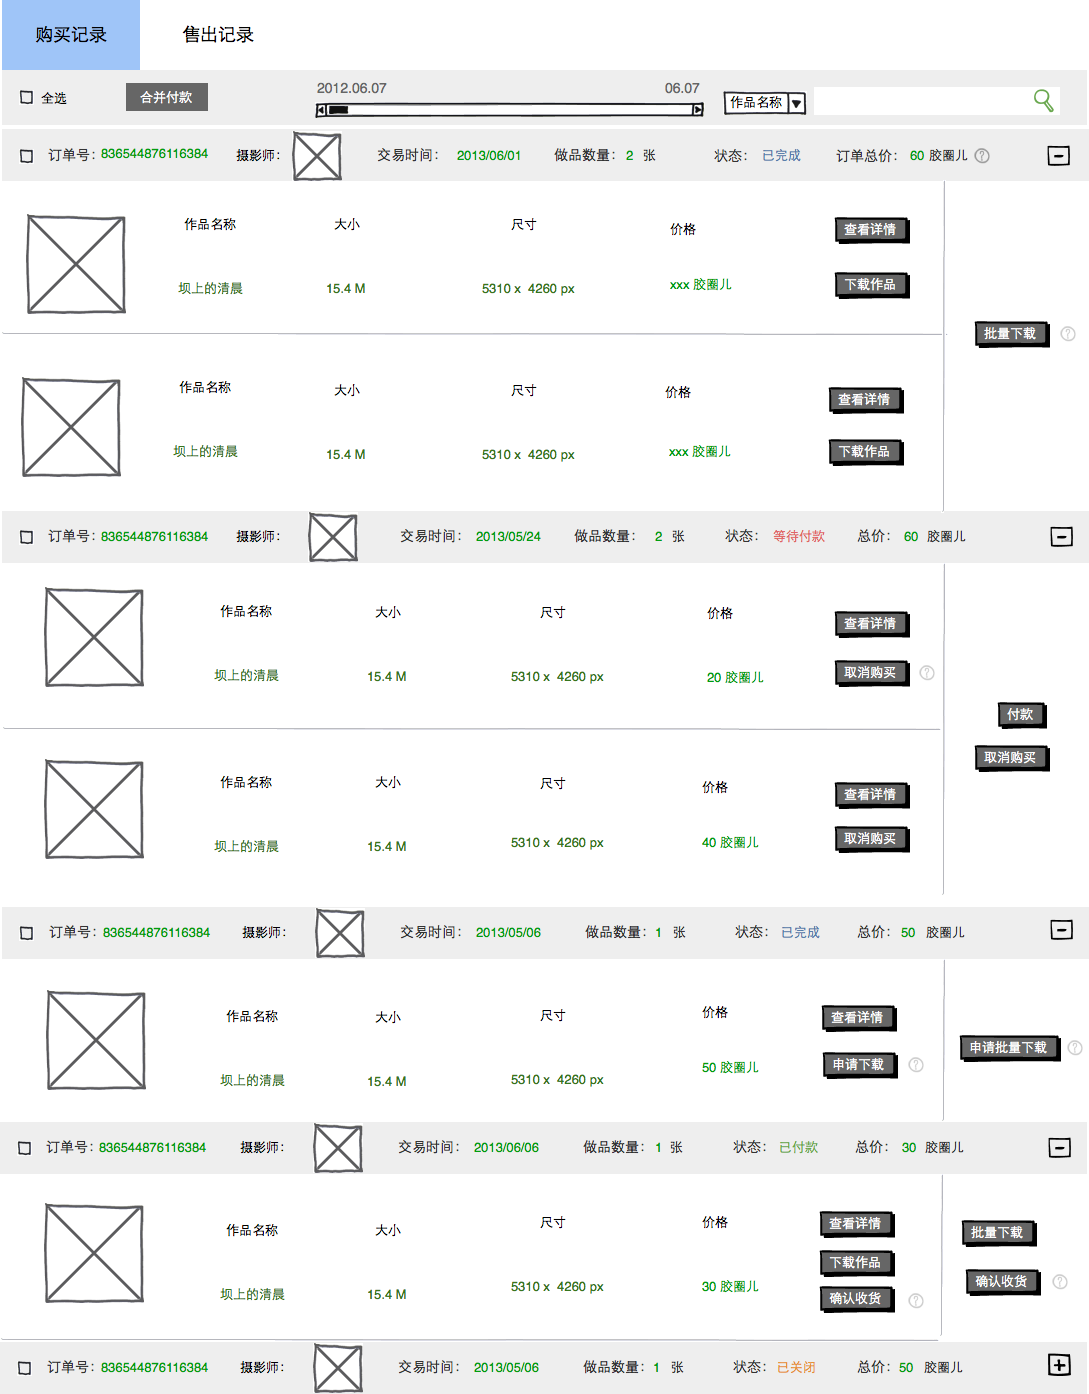 购买记录 售出记录
2012.06.07 06.07
全选 合并付款 作品名称
订单号：836544876116384 摄影师： 交易时间： 2013/06/01 做品数量：2 张 状态： 已完成 订单总价： 60 胶圈儿 ?
作品名称 大小 尺寸 价格 查看详情
坝上的清晨 15.4 M 5310 x 4260 px xxx 胶圈儿 下载作品
批量下载 ?
作品名称 大小 尺寸 价格 查看详情
坝上的清晨 15.4 M 5310 x 4260 px xxx 胶圈儿 下载作品
订单号：836544876116384 摄影师： 交易时间： 2013/05/24 做品数量： 2 张 状态： 等待付款 总价： 60 胶圈儿
作品名称 大小 尺寸 价格 查看详情
坝上的清晨 15.4 M 5310 x 4260 px 20 胶圈儿 取消购买 ?
付款
取消购买
作品名称 大小 尺寸 价格 查看详情
坝上的清晨 15.4 M 5310 x 4260 px 40 胶圈儿 取消购买
订单号：836544876116384 摄影师： 交易时间： 2013/05/06 做品数量：1 张 状态： 已完成 总价： 50 胶圈儿
作品名称 大小 尺寸 价格 查看详情
申请批量下载 ?
坝上的清晨 15.4 M 5310 x 4260 px 50 胶圈儿 申请下载 ?
订单号：836544876116384 摄影师： 交易时间： 2013/06/06 做品数量：1 张 状态： 已付款 总价： 30 胶圈儿
作品名称 大小 尺寸 价格 查看详情 批量下载
下载作品
坝上的清晨 15.4 M 5310 x 4260 px 30 胶圈儿 确认收货 ? 确认收货 ?
订单号：836544876116384 摄影师： 交易时间： 2013/05/06 做品数量：1 张 状态： 已关闭 总价：50 胶圈儿